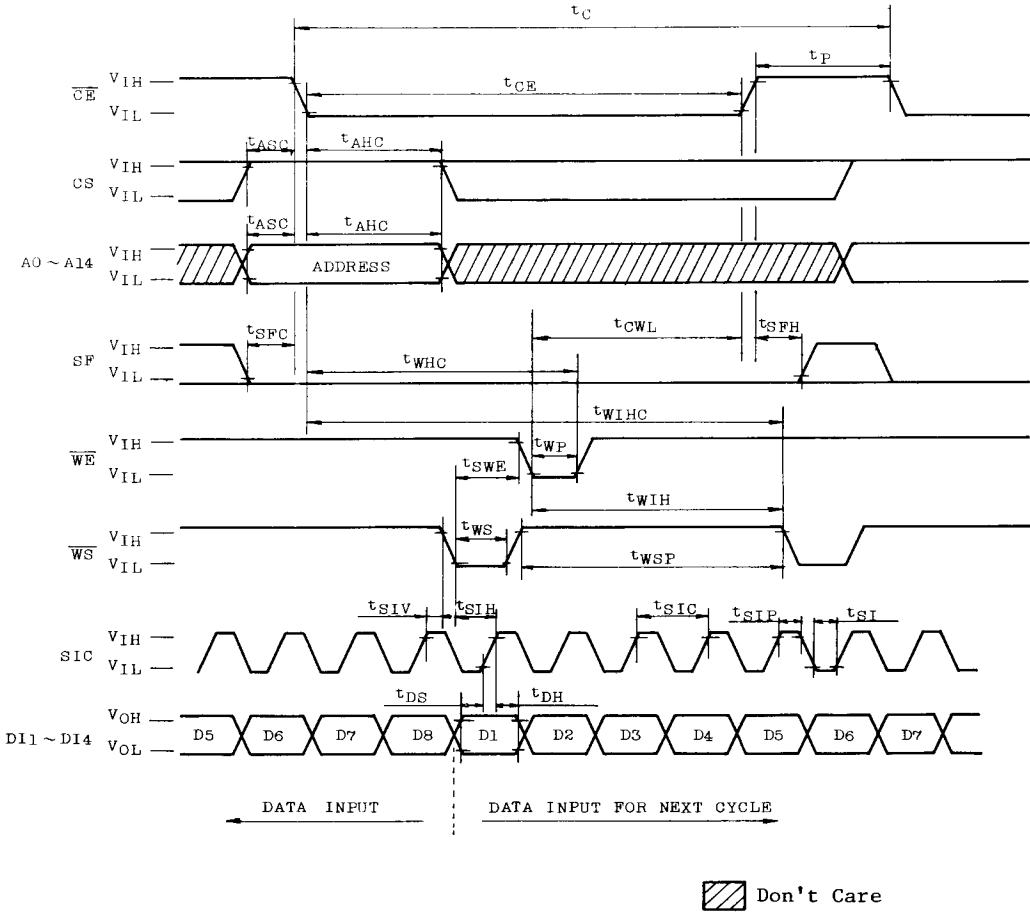 tC
VIH
tP
tCE
CE
VIL
tASC
tAHC
VIH
CS
VIL
tASC
tAHC
VIH
A0 ~ A14
ADDRESS
VIL
tSFC
tCWL
tSFH
VIH
SF
tWHC
VIL
tWIHC
VIH
tWP
WE
tSWE
VIL
tWIH
VIH
tWS
WS
tWSP
VIL
tSIV
tSIH
tSIC
tSIP
tSI
VIH
SIC
VIL
tDS
tDH
VOH
DI1 ~ DI4
D5 D6 D7 D8 D1 D2 D3 D4 D5 D6 D7
VOL
DATA INPUT
DATA INPUT FOR NEXT CYCLE
Don't Care